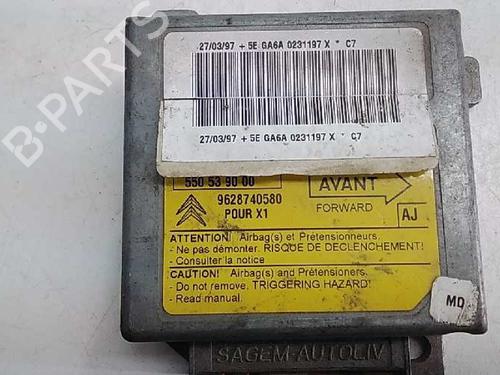 27/03/97 + 5E GA6A 0231197 X * C7
27/03/97 + 5E GA6A 0231197 X * C7
550 53 90 00
AVANT
9628740580
FORWARD
POUR X1
AJ
ATTENTION! Airbag(s) et Prétensionneurs.
- Ne pas démonter. RISQUE DE DECLENCHEMENT!
- Consulter la notice
CAUTION! Airbag(s) and Prétensioners.
- Do not remove. TRIGGERING HAZARD!
- Read manual.
MO
SAGEM-AUTOLIV
B-PARTS